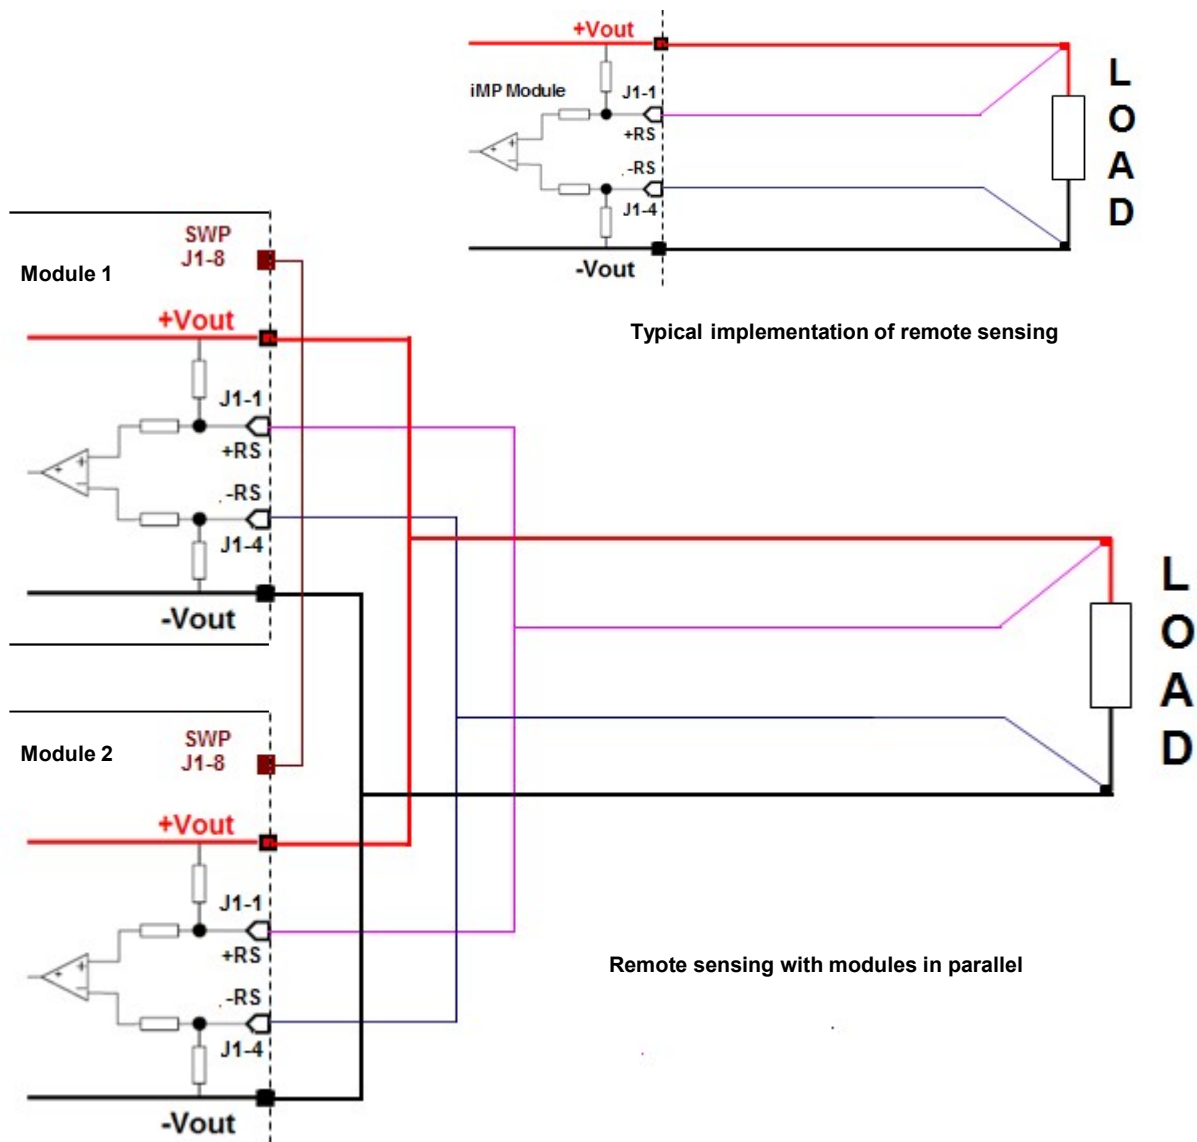 +Vout
iMP Module
J1-1
+RS
-RS
J1-4
-Vout
L
O
A
D
Typical implementation of remote sensing
SWP
J1-8
Module 1
+Vout
J1-1
+RS
-RS
J1-4
-Vout
L
O
A
D
SWP
J1-8
Module 2
+Vout
J1-1
+RS
-RS
J1-4
-Vout
Remote sensing with modules in parallel